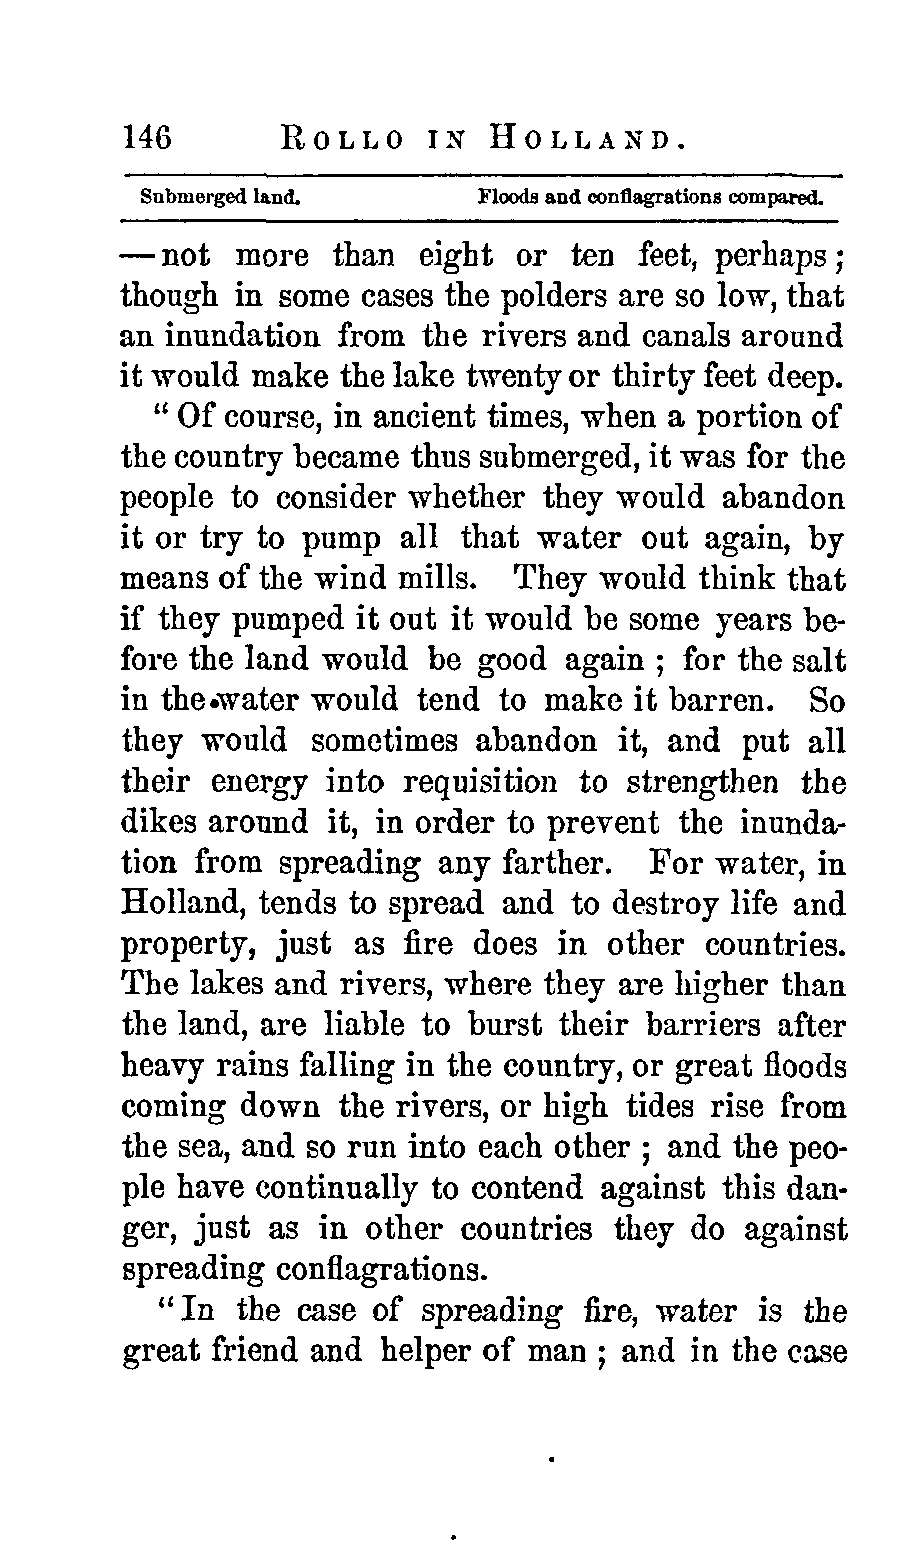 146 ROLLO IN HOLLAND.
Submerged land. Floods and conflagrations compared.
—not more than eight or ten feet, perhaps;
though in some cases the polders are so low, that
an inundation from the rivers and canals around
it would make the lake twenty or thirty feet deep.
“Of course, in ancient times, when a portion of
the country became thus submerged, it was for the
people to consider whether they would abandon
it or try to pump all that water out again, by
means of the wind mills. They would think that
if they pumped it out it would be some years be-
fore the land would be good again; for the salt
in the water would tend to make it barren. So
they would sometimes abandon it, and put all
their energy into requisition to strengthen the
dikes around it, in order to prevent the inunda-
tion from spreading any farther. For water, in
Holland, tends to spread and to destroy life and
property, just as fire does in other countries.
The lakes and rivers, where they are higher than
the land, are liable to burst their barriers after
heavy rains falling in the country, or great floods
coming down the rivers, or high tides rise from
the sea, and so run into each other; and the peo-
ple have continually to contend against this dan-
ger, just as in other countries they do against
spreading conflagrations.
“In the case of spreading fire, water is the
great friend and helper of man; and in the case